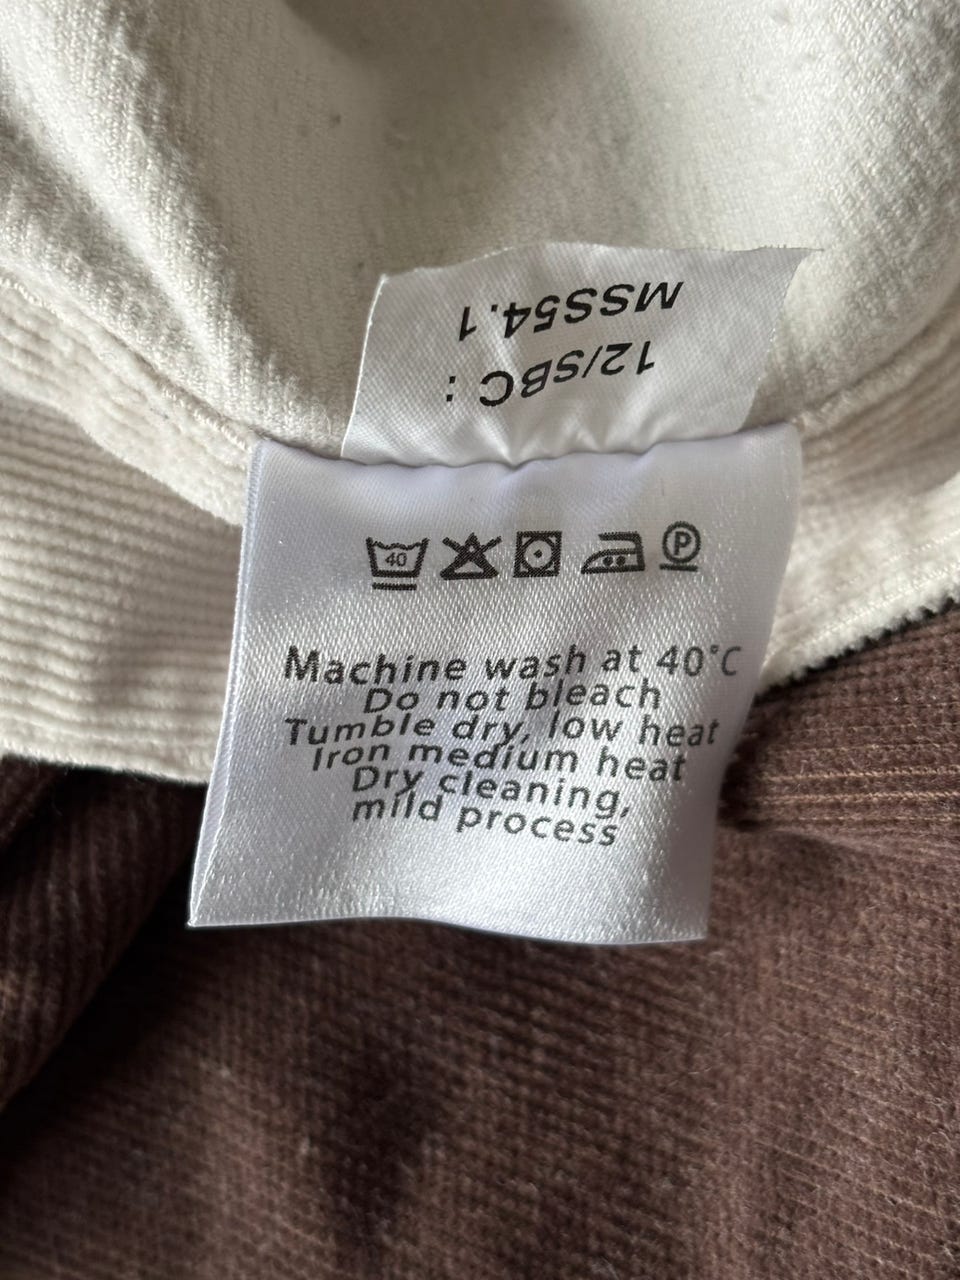 MSS54.1
12/SBC :
40
P
Machine wash at 40°C
Do not bleach
Tumble dry, low heat
Iron medium heat
Dry cleaning,
mild process